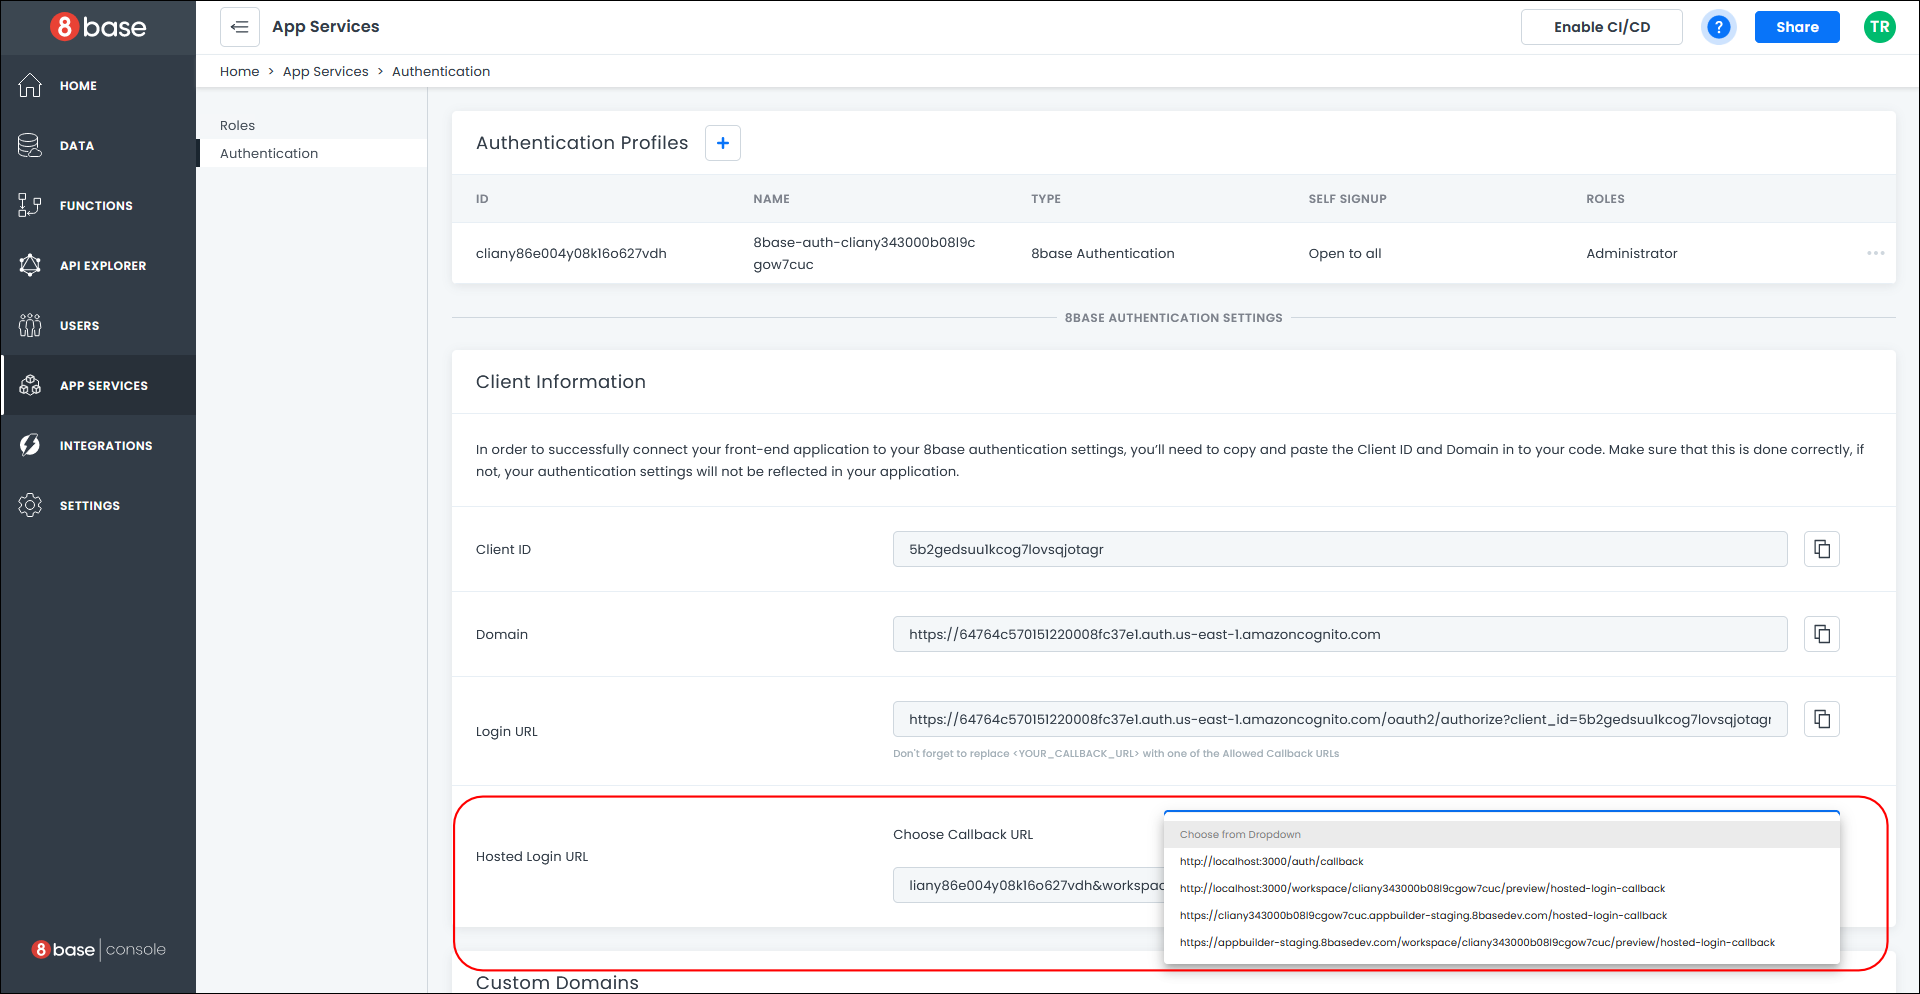 8base
App Services
Enable CI/CD
?
Share
TR
Home > App Services > Authentication
HOME
DATA
FUNCTIONS
API EXPLORER
USERS
APP SERVICES
INTEGRATIONS
SETTINGS
8base | console
Roles
Authentication
Authentication Profiles +
ID NAME TYPE SELF SIGNUP ROLES
cliany86e004y08k16o627vdh 8base-auth-cliany343000b08l9c 8base Authentication Open to all Administrator ...
gow7cuc
8BASE AUTHENTICATION SETTINGS
Client Information
In order to successfully connect your front-end application to your 8base authentication settings, you'll need to copy and paste the Client ID and Domain in to your code. Make sure that this is done correctly, if
not, your authentication settings will not be reflected in your application.
Client ID 5b2gedsuu1kcog7lovsqjotagr
Domain https://64764c570151220008fc37e1.auth.us-east-1.amazoncognito.com
Login URL https://64764c570151220008fc37e1.auth.us-east-1.amazoncognito.com/oauth2/authorize?client_id=5b2gedsuu1kcog7lovsqjotagr
Don't forget to replace <YOUR_CALLBACK_URL> with one of the Allowed Callback URLs
Hosted Login URL
Choose Callback URL
liany86e004y08k16o627vdh&workspac
Choose from Dropdown
http://localhost:3000/auth/callback
http://localhost:3000/workspace/cliany343000b08l9cgow7cuc/preview/hosted-login-callback
https://cliany343000b08l9cgow7cuc.appbuilder-staging.8basedev.com/hosted-login-callback
https://appbuilder-staging.8basedev.com/workspace/cliany343000b08l9cgow7cuc/preview/hosted-login-callback
Custom Domains